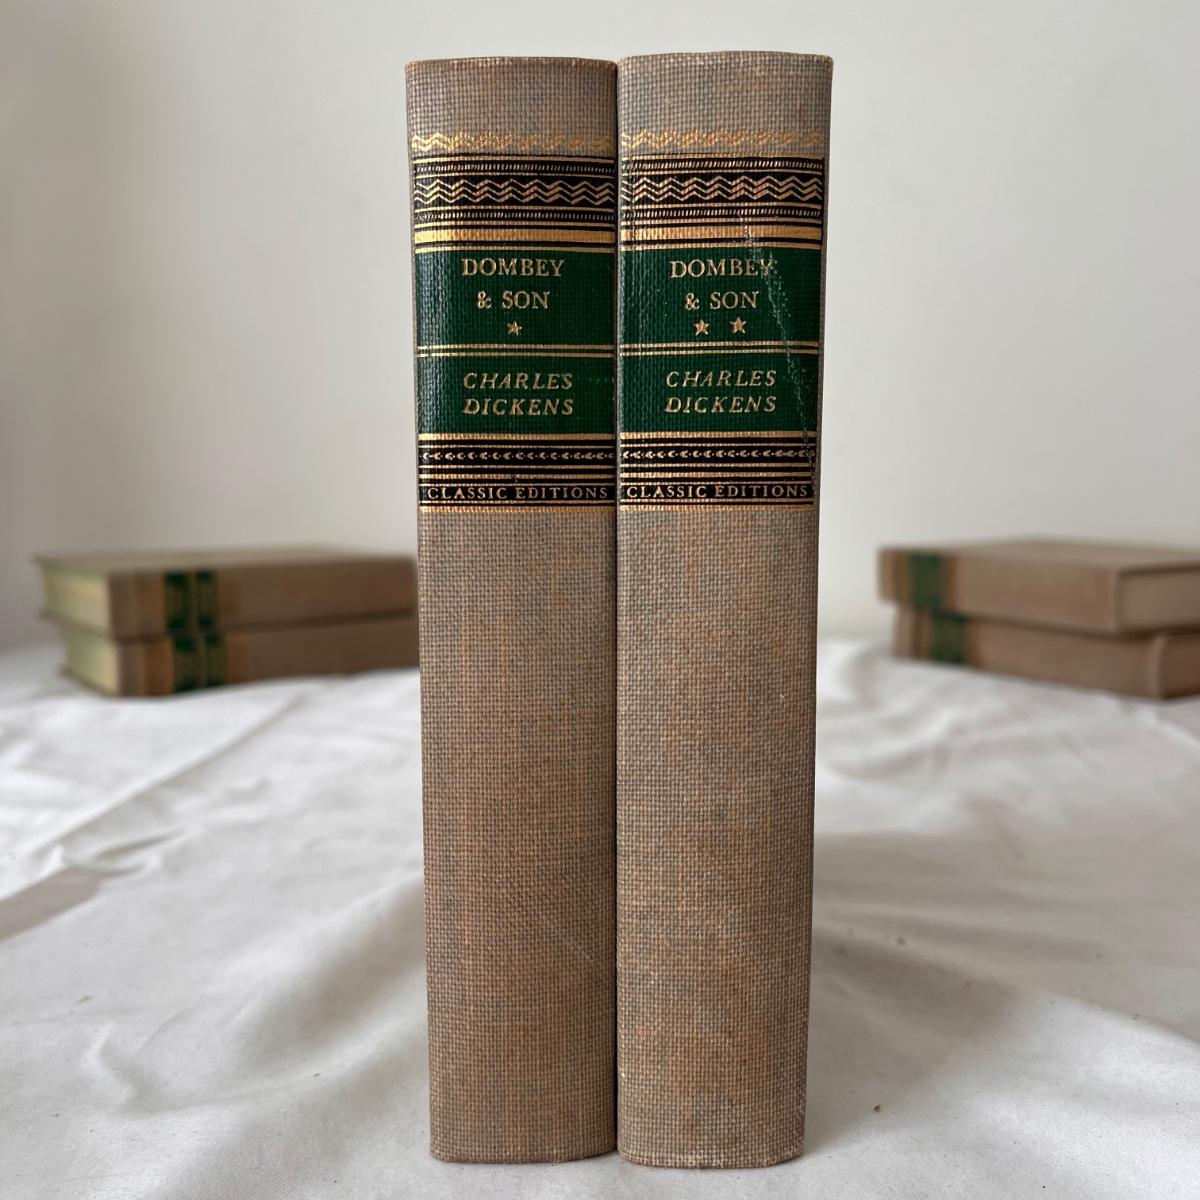 DOMBEY
& SON
★
CHARLES
DICKENS
CLASSIC EDITIONS
DOMBEY
& SON
★ ★
CHARLES
DICKENS
CLASSIC EDITIONS